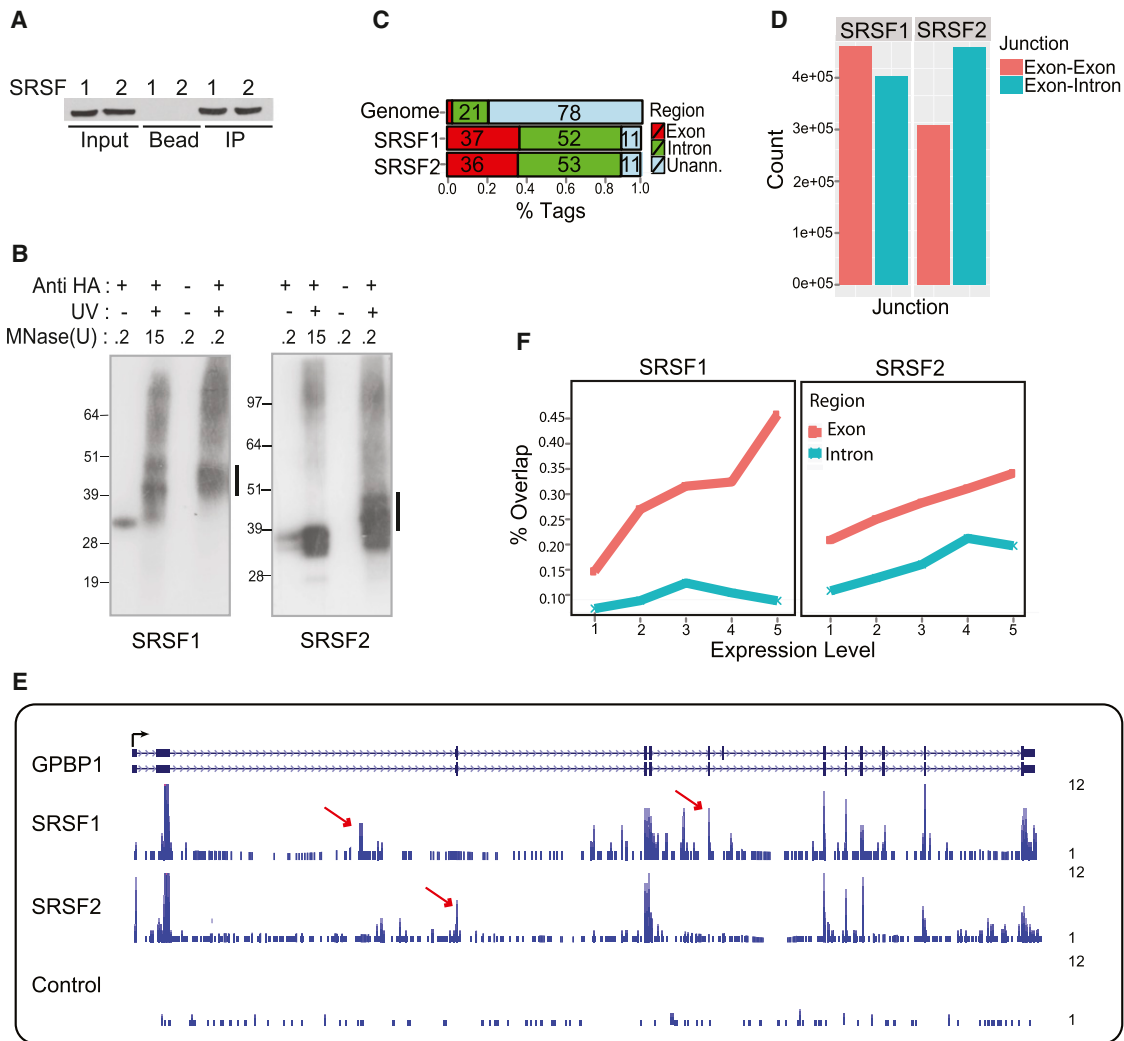 A
SRSF 1 2 1 2 1 2
Input Bead IP
B
Anti HA : + + - +
+ + - +
UV : - + - +
- + - +
MNase(U) : .2 15 .2 .2
.2 15 .2 .2
64
51
39
28
19
SRSF1
97
64
51
39
28
SRSF2
C
Genome 21 78
SRSF1 37 52 11
SRSF2 36 53 11
0.0 0.2 0.4 0.6 0.8 1.0
% Tags
Region
Exon
Intron
Unann.
D
SRSF1 SRSF2
Junction
Exon-Exon
Exon-Intron
Count
4e+05
3e+05
2e+05
1e+05
0e+05
Junction
F
SRSF1 SRSF2
% Overlap
0.45
0.40
0.35
0.30
0.25
0.20
0.15
0.10
Region
Exon
Intron
1 2 3 4 5 1 2 3 4 5
Expression Level
E
GPBP1
SRSF1 12
1
SRSF2 12
1
Control 12
1